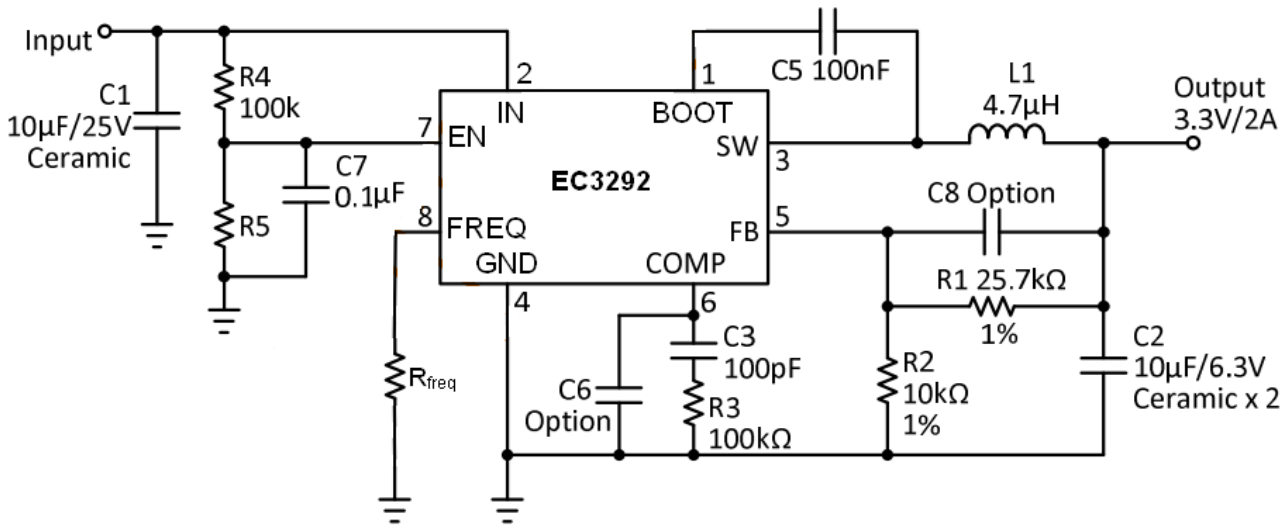 Input
C1
10µF/25V
Ceramic
R4
100k
R5
C7
0.1µF
2
IN
1
BOOT
C5 100nF
7
EN
SW
3
EC3292
8
FREQ
FB
5
GND
4
COMP
6
L1
4.7µH
Output
3.3V/2A
C8 Option
R1 25.7kΩ
1%
R2
10kΩ
1%
C2
10µF/6.3V
Ceramic x 2
C3
100pF
R3
100kΩ
C6
Option
Rfreq